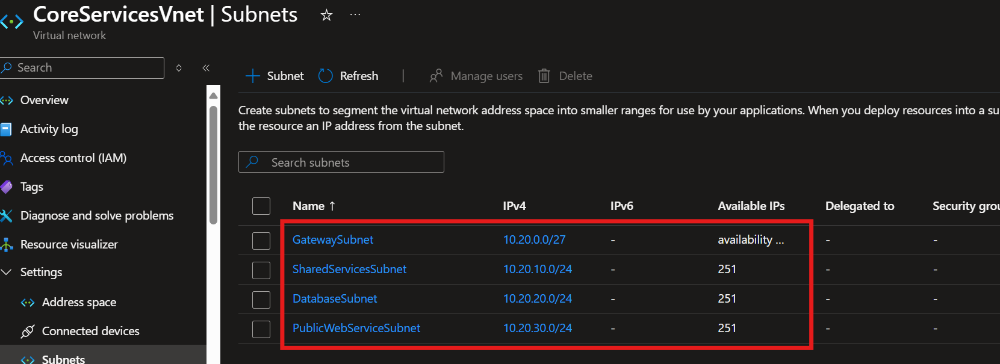 CoreServicesVnet | Subnets
Virtual network
Search
Overview
Activity log
Access control (IAM)
Tags
Diagnose and solve problems
Resource visualizer
Settings
Address space
Connected devices
Subnets
Subnet Refresh | Manage users Delete
Create subnets to segment the virtual network address space into smaller ranges for use by your applications. When you deploy resources into a su
the resource an IP address from the subnet.
Search subnets
Name ↑ IPv4 IPv6 Available IPs Delegated to Security grou
GatewaySubnet 10.20.0.0/27 - availability ... - -
SharedServicesSubnet 10.20.10.0/24 - 251 - -
DatabaseSubnet 10.20.20.0/24 - 251 - -
PublicWebServiceSubnet 10.20.30.0/24 - 251 - -